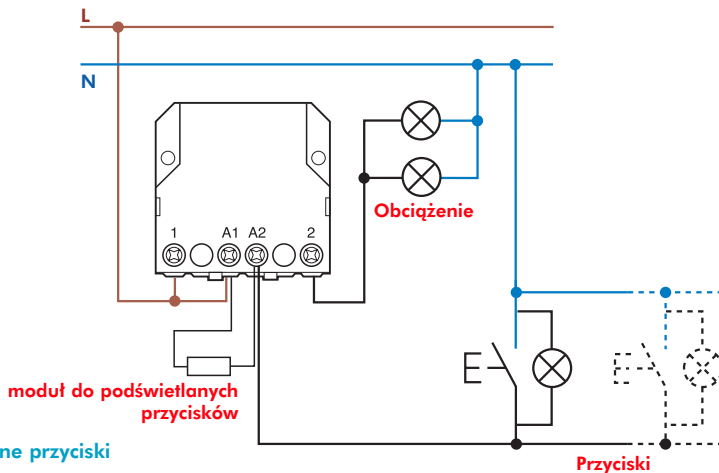 L
N
1 A1 A2 2
Obciążenie
moduł do podświetlanych
przycisków
ne przyciski
Przyciski